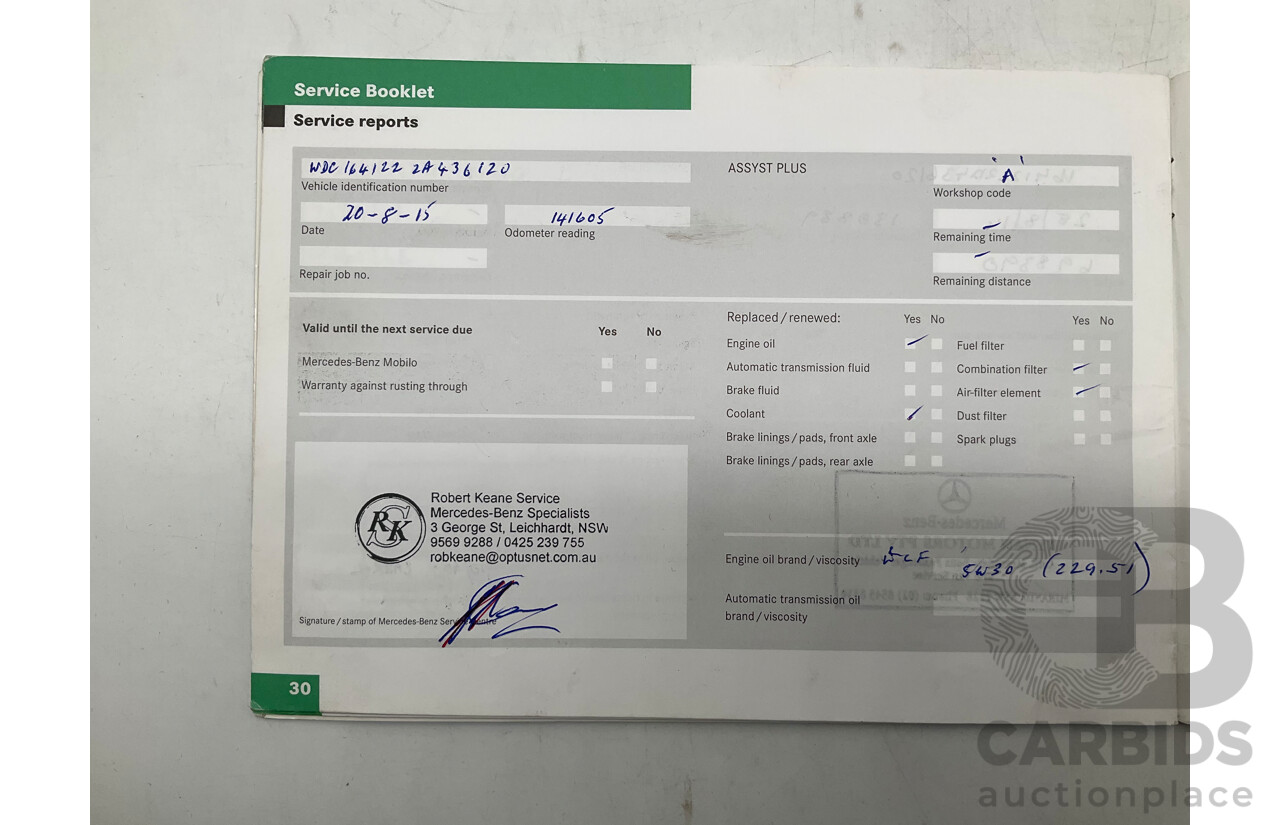 Service Booklet
Service reports
WDC164122 2A436120
Vehicle identification number
20-8-15
Date
141605
Odometer reading
Repair job no.
ASSYST PLUS
'A'
Workshop code
Remaining time
Remaining distance
Valid until the next service due Yes No
Mercedes-Benz Mobilo
Warranty against rusting through
Replaced / renewed: Yes No
Engine oil
Automatic transmission fluid
Brake fluid
Coolant
Brake linings / pads, front axle
Brake linings / pads, rear axle
Yes No
Fuel filter
Combination filter
Air-filter element
Dust filter
Spark plugs
RSK
Robert Keane Service
Mercedes-Benz Specialists
3 George St, Leichhardt, NSW
9569 9288 / 0425 239 755
robkeane@optusnet.com.au
Signature / stamp of Mercedes-Benz Service Centre
Engine oil brand / viscosity 5W30 (229.51)
Automatic transmission oil
brand / viscosity
30
CB
CARBIDS
auctionplace